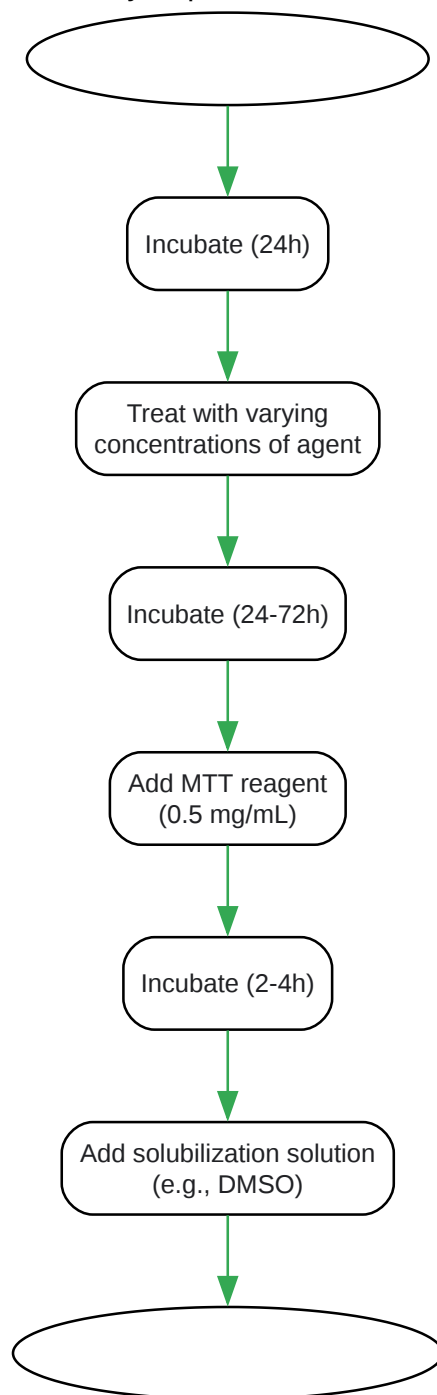 Incubate (24h)
Treat with varying
concentrations of agent
Incubate (24-72h)
Add MTT reagent
(0.5 mg/mL)
Incubate (2-4h)
Add solubilization solution
(e.g., DMSO)